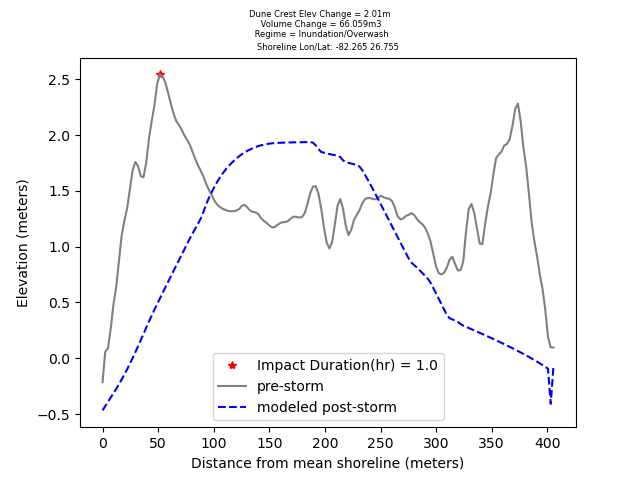 Dune Crest Elev Change = 2.01m
Volume Change = 66.059m3
Regime = Inundation/Overwash
Shoreline Lon/Lat: -82.265 26.755
2.5
2.0
1.5
1.0
0.5
0.0
−0.5
Elevation (meters)
Impact Duration(hr) = 1.0
pre-storm
modeled post-storm
0 50 100 150 200 250 300 350 400
Distance from mean shoreline (meters)